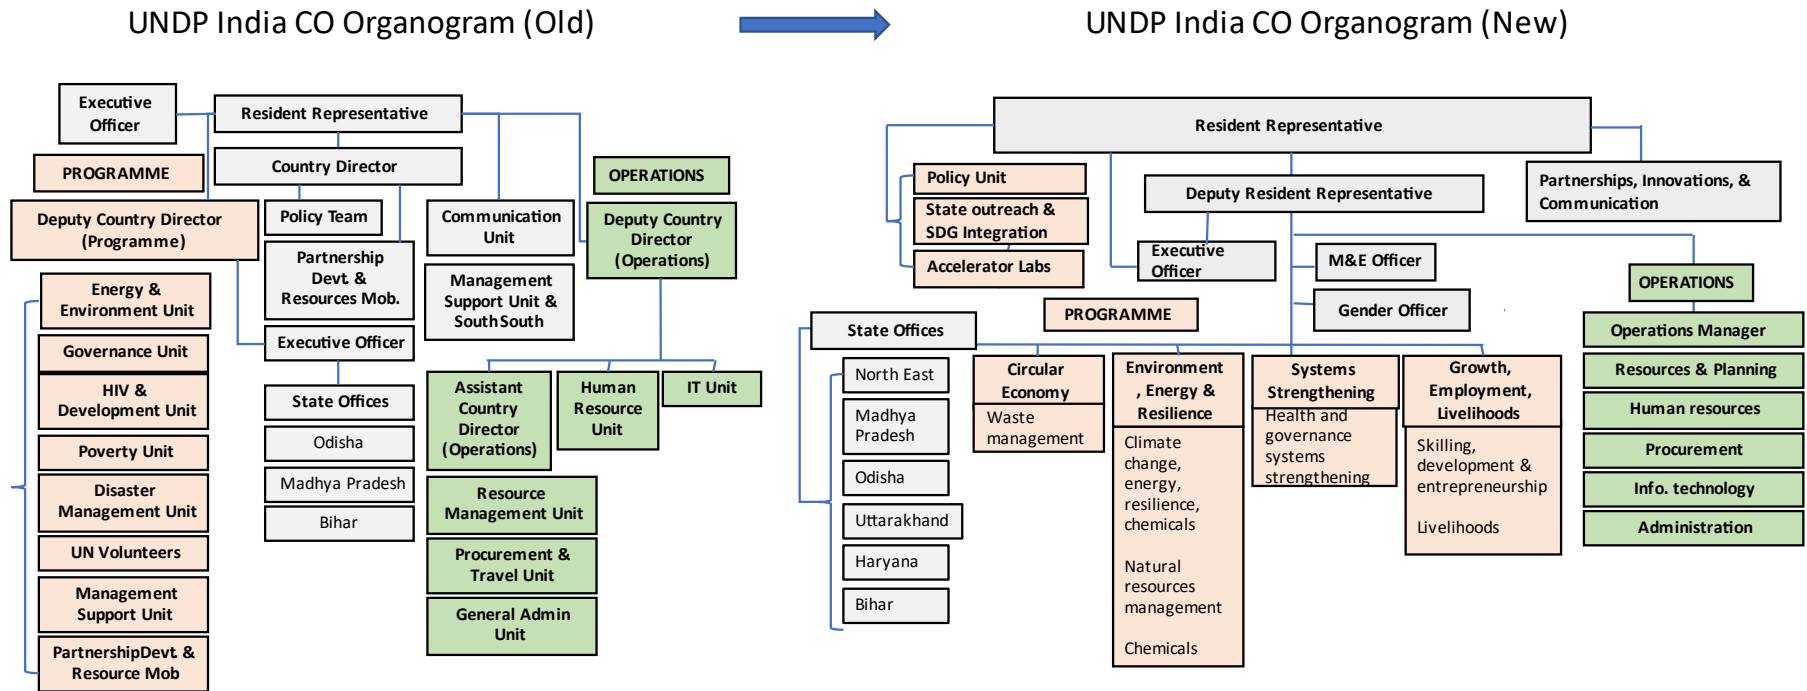 UNDP India CO Organogram (Old)
UNDP India CO Organogram (New)
Executive
Officer
Resident Representative
Country Director
PROGRAMME
OPERATIONS
Deputy Country Director
(Programme)
Policy Team
Communication
Unit
Deputy Country
Director
(Operations)
Partnership
Devt. &
Resources Mob.
Management
Support Unit &
SouthSouth
Energy &
Environment Unit
Governance Unit
HIV &
Development Unit
Poverty Unit
Disaster
Management Unit
UN Volunteers
Management
Support Unit
PartnershipDevt. &
Resource Mob
Executive Officer
State Offices
Odisha
Madhya Pradesh
Bihar
Assistant
Country
Director
(Operations)
Human
Resource
Unit
IT Unit
Resource
Management Unit
Procurement &
Travel Unit
General Admin
Unit
Resident Representative
Policy Unit
State outreach &
SDG Integration
Accelerator Labs
Deputy Resident Representative
Partnerships, Innovations, &
Communication
Executive
Officer
M&E Officer
Gender Officer
OPERATIONS
PROGRAMME
State Offices
North East
Madhya
Pradesh
Odisha
Uttarakhand
Haryana
Bihar
Circular
Economy
Waste
management
Environment
, Energy &
Resilience
Climate
change,
energy,
resilience,
chemicals
Natural
resources
management
Chemicals
Systems
Strengthening
Health and
governance
systems
strengthening
Growth,
Employment,
Livelihoods
Skilling,
development &
entrepreneurship
Livelihoods
Operations Manager
Resources & Planning
Human resources
Procurement
Info. technology
Administration